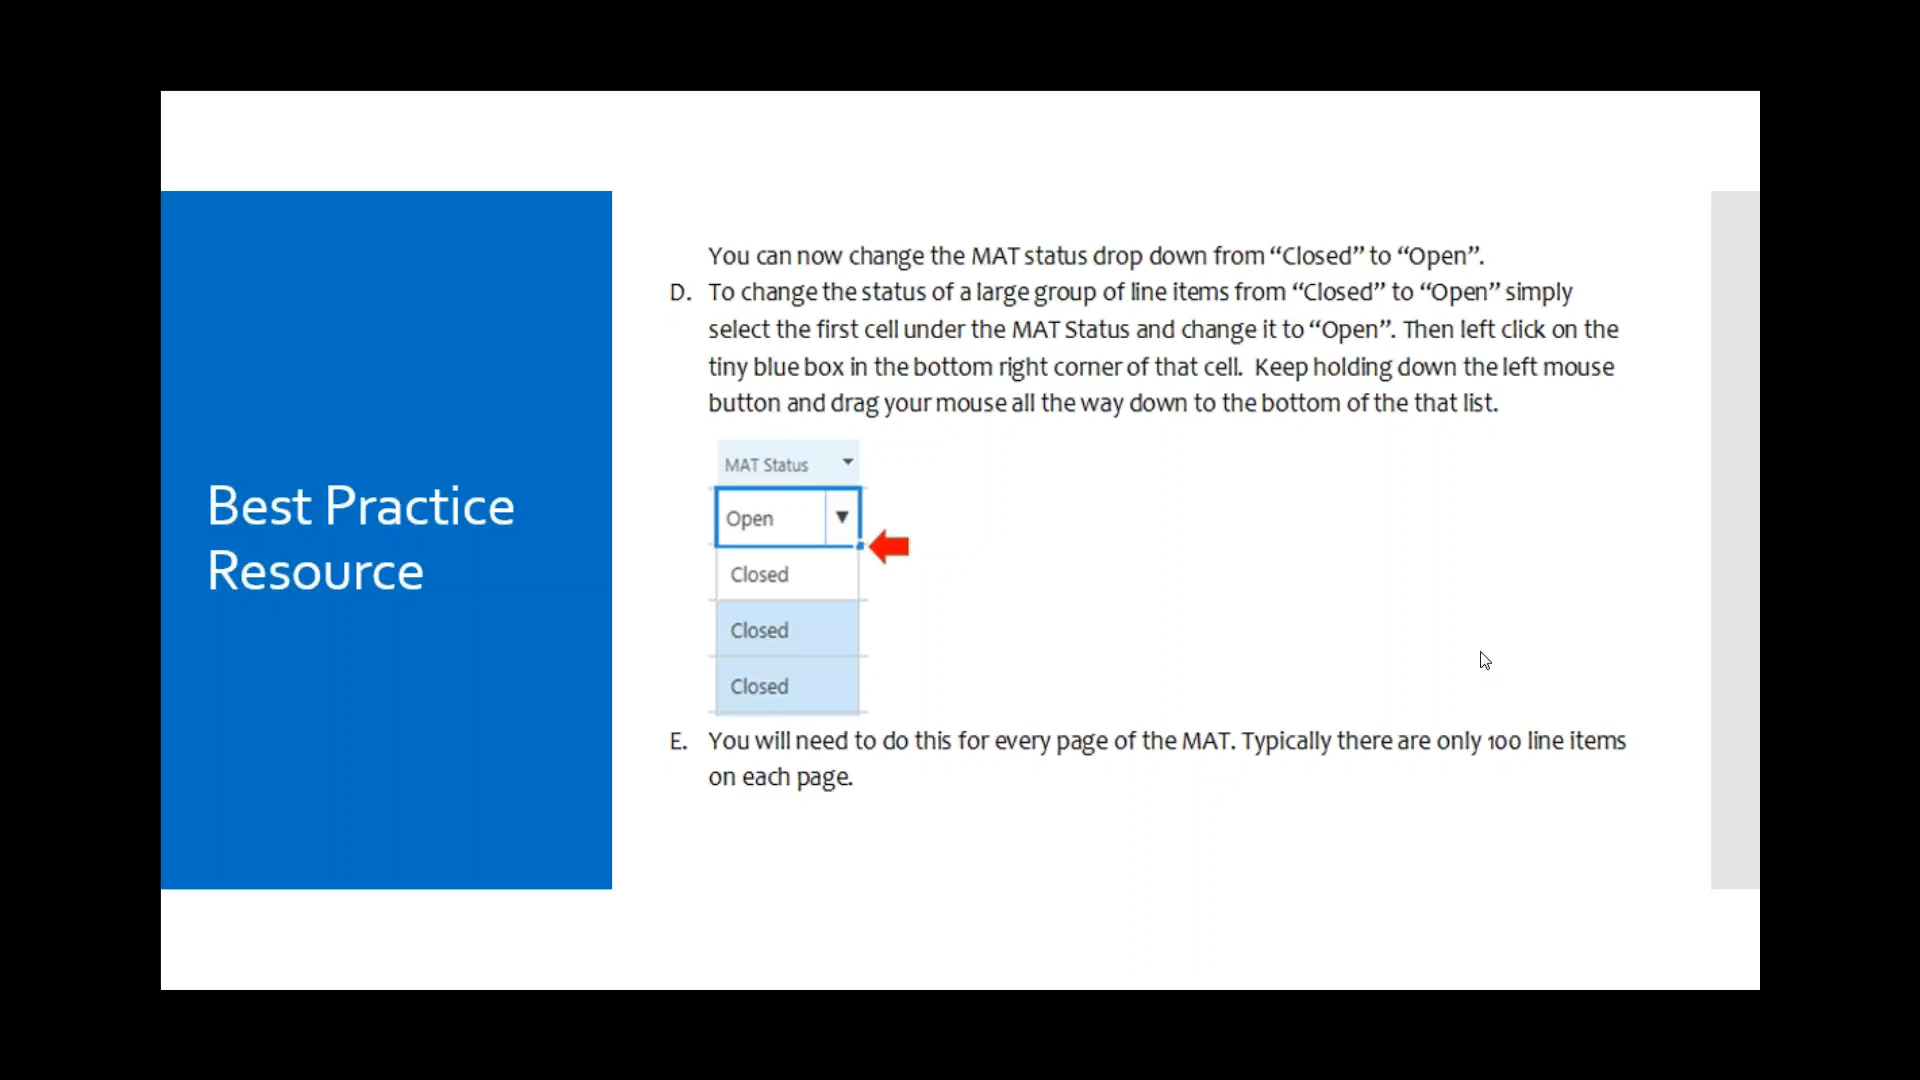 Best Practice
Resource
You can now change the MAT status drop down from “Closed” to “Open”.
D. To change the status of a large group of line items from “Closed” to “Open” simply
select the first cell under the MAT Status and change it to “Open”. Then left click on the
tiny blue box in the bottom right corner of that cell. Keep holding down the left mouse
button and drag your mouse all the way down to the bottom of the that list.
MAT Status
Open
Closed
Closed
Closed
E. You will need to do this for every page of the MAT. Typically there are only 100 line items
on each page.